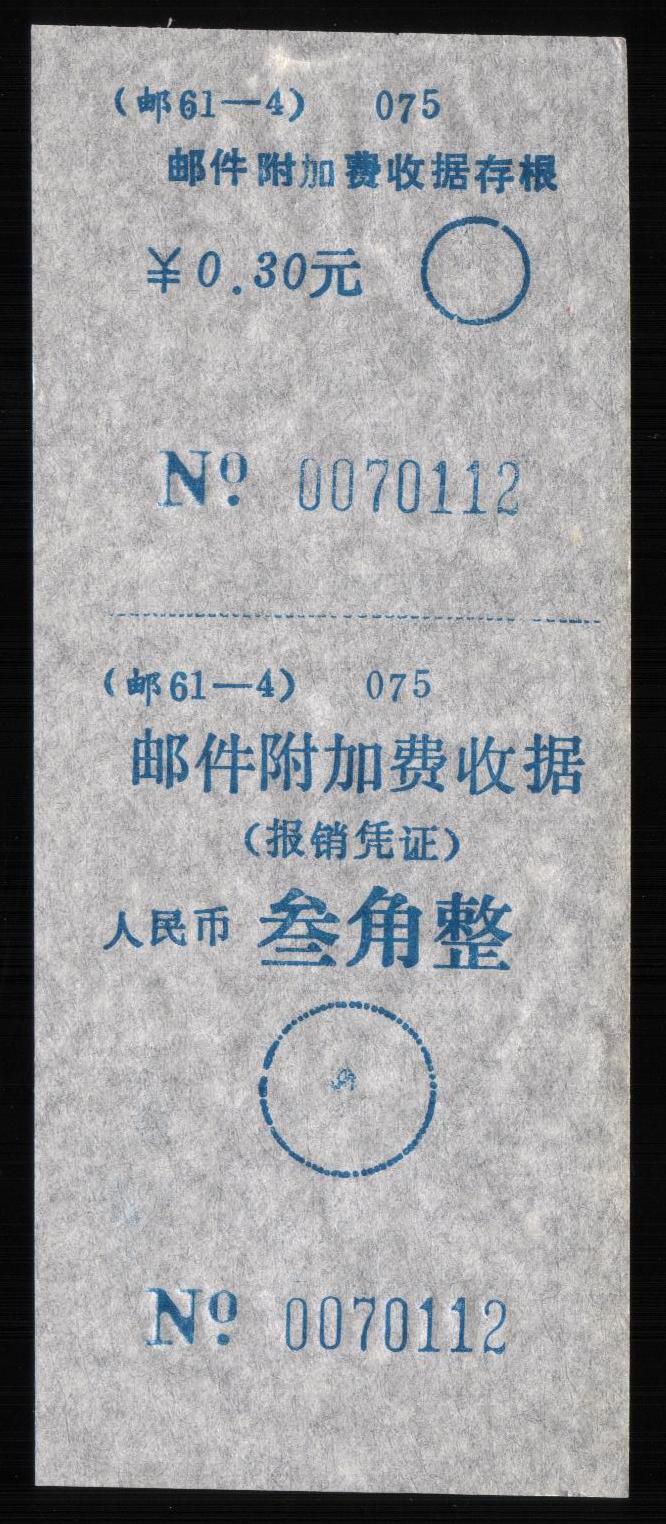 （邮61—4） 075
邮件附加费收据存根
¥0.30元
Nº 0070112
（邮61—4） 075
邮件附加费收据
（报销凭证）
人民币 叁角整
Nº 0070112